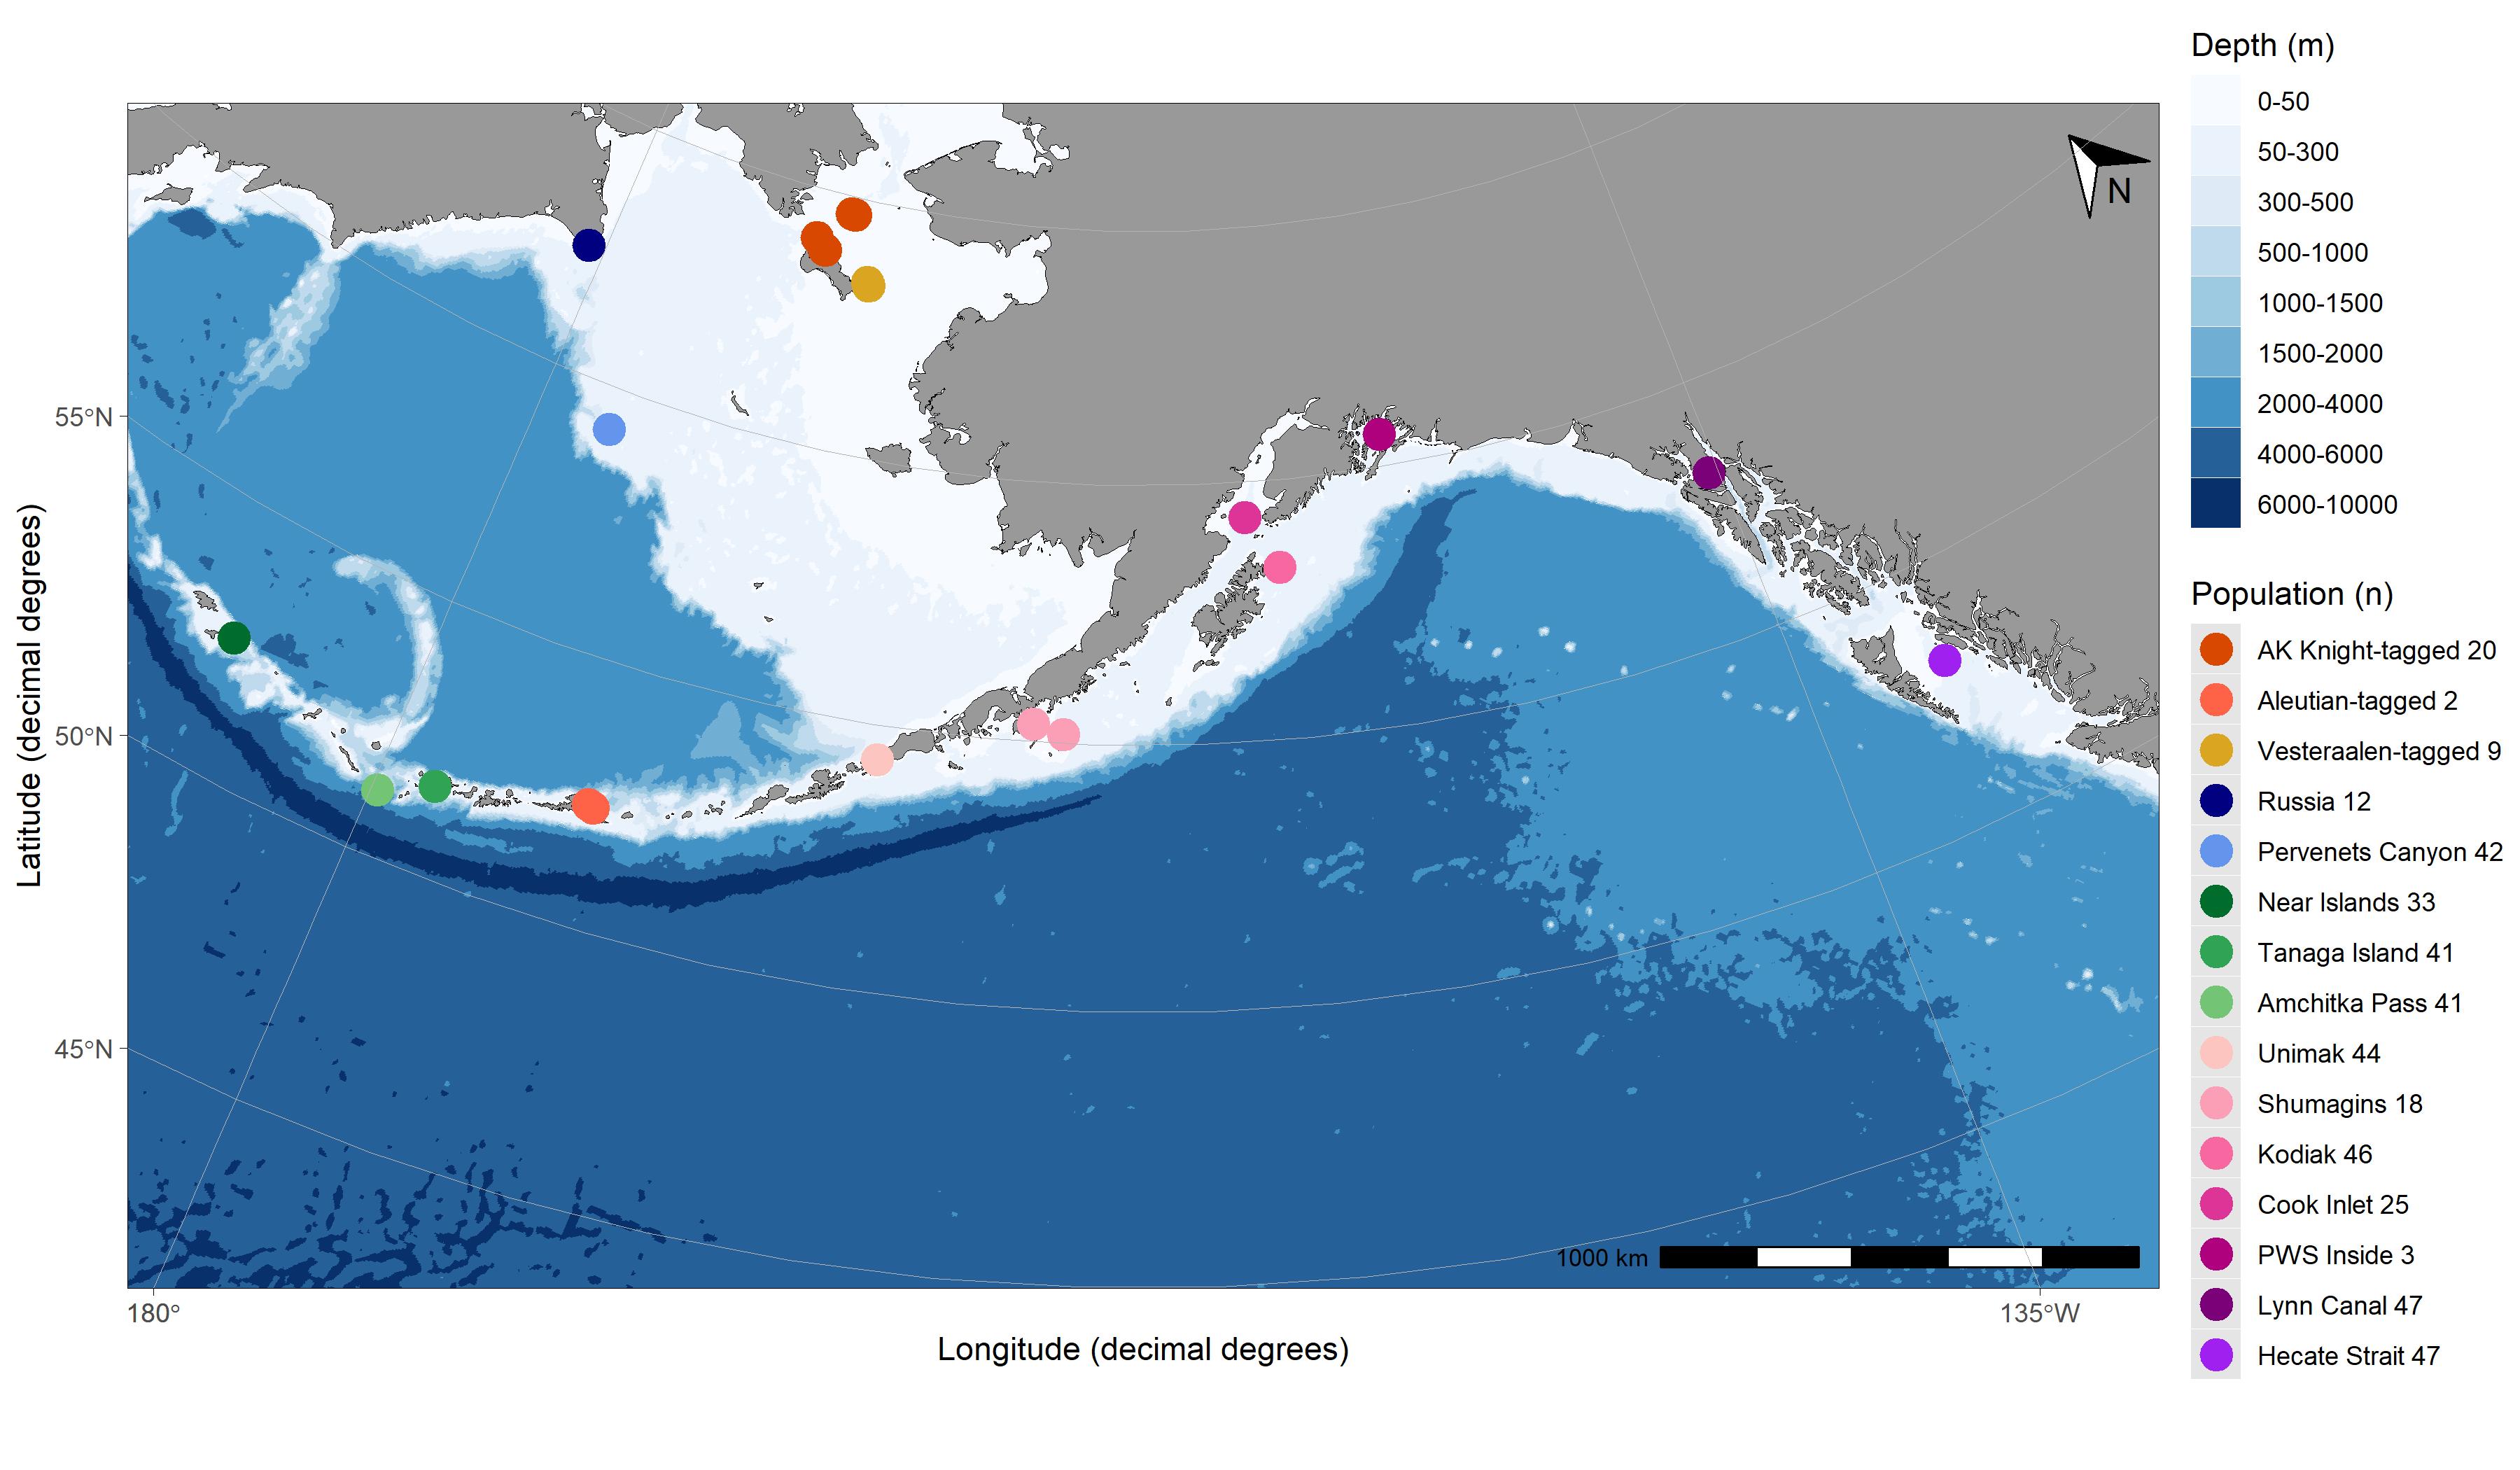 Depth (m)
0-50
50-300
300-500
500-1000
1000-1500
1500-2000
2000-4000
4000-6000
6000-10000
N
55°N
50°N
45°N
Latitude (decimal degrees)
1000 km
180°
135°W
Longitude (decimal degrees)
Population (n)
AK Knight-tagged 20
Aleutian-tagged 2
Vesteraalen-tagged 9
Russia 12
Pervenets Canyon 42
Near Islands 33
Tanaga Island 41
Amchitka Pass 41
Unimak 44
Shumagins 18
Kodiak 46
Cook Inlet 25
PWS Inside 3
Lynn Canal 47
Hecate Strait 47